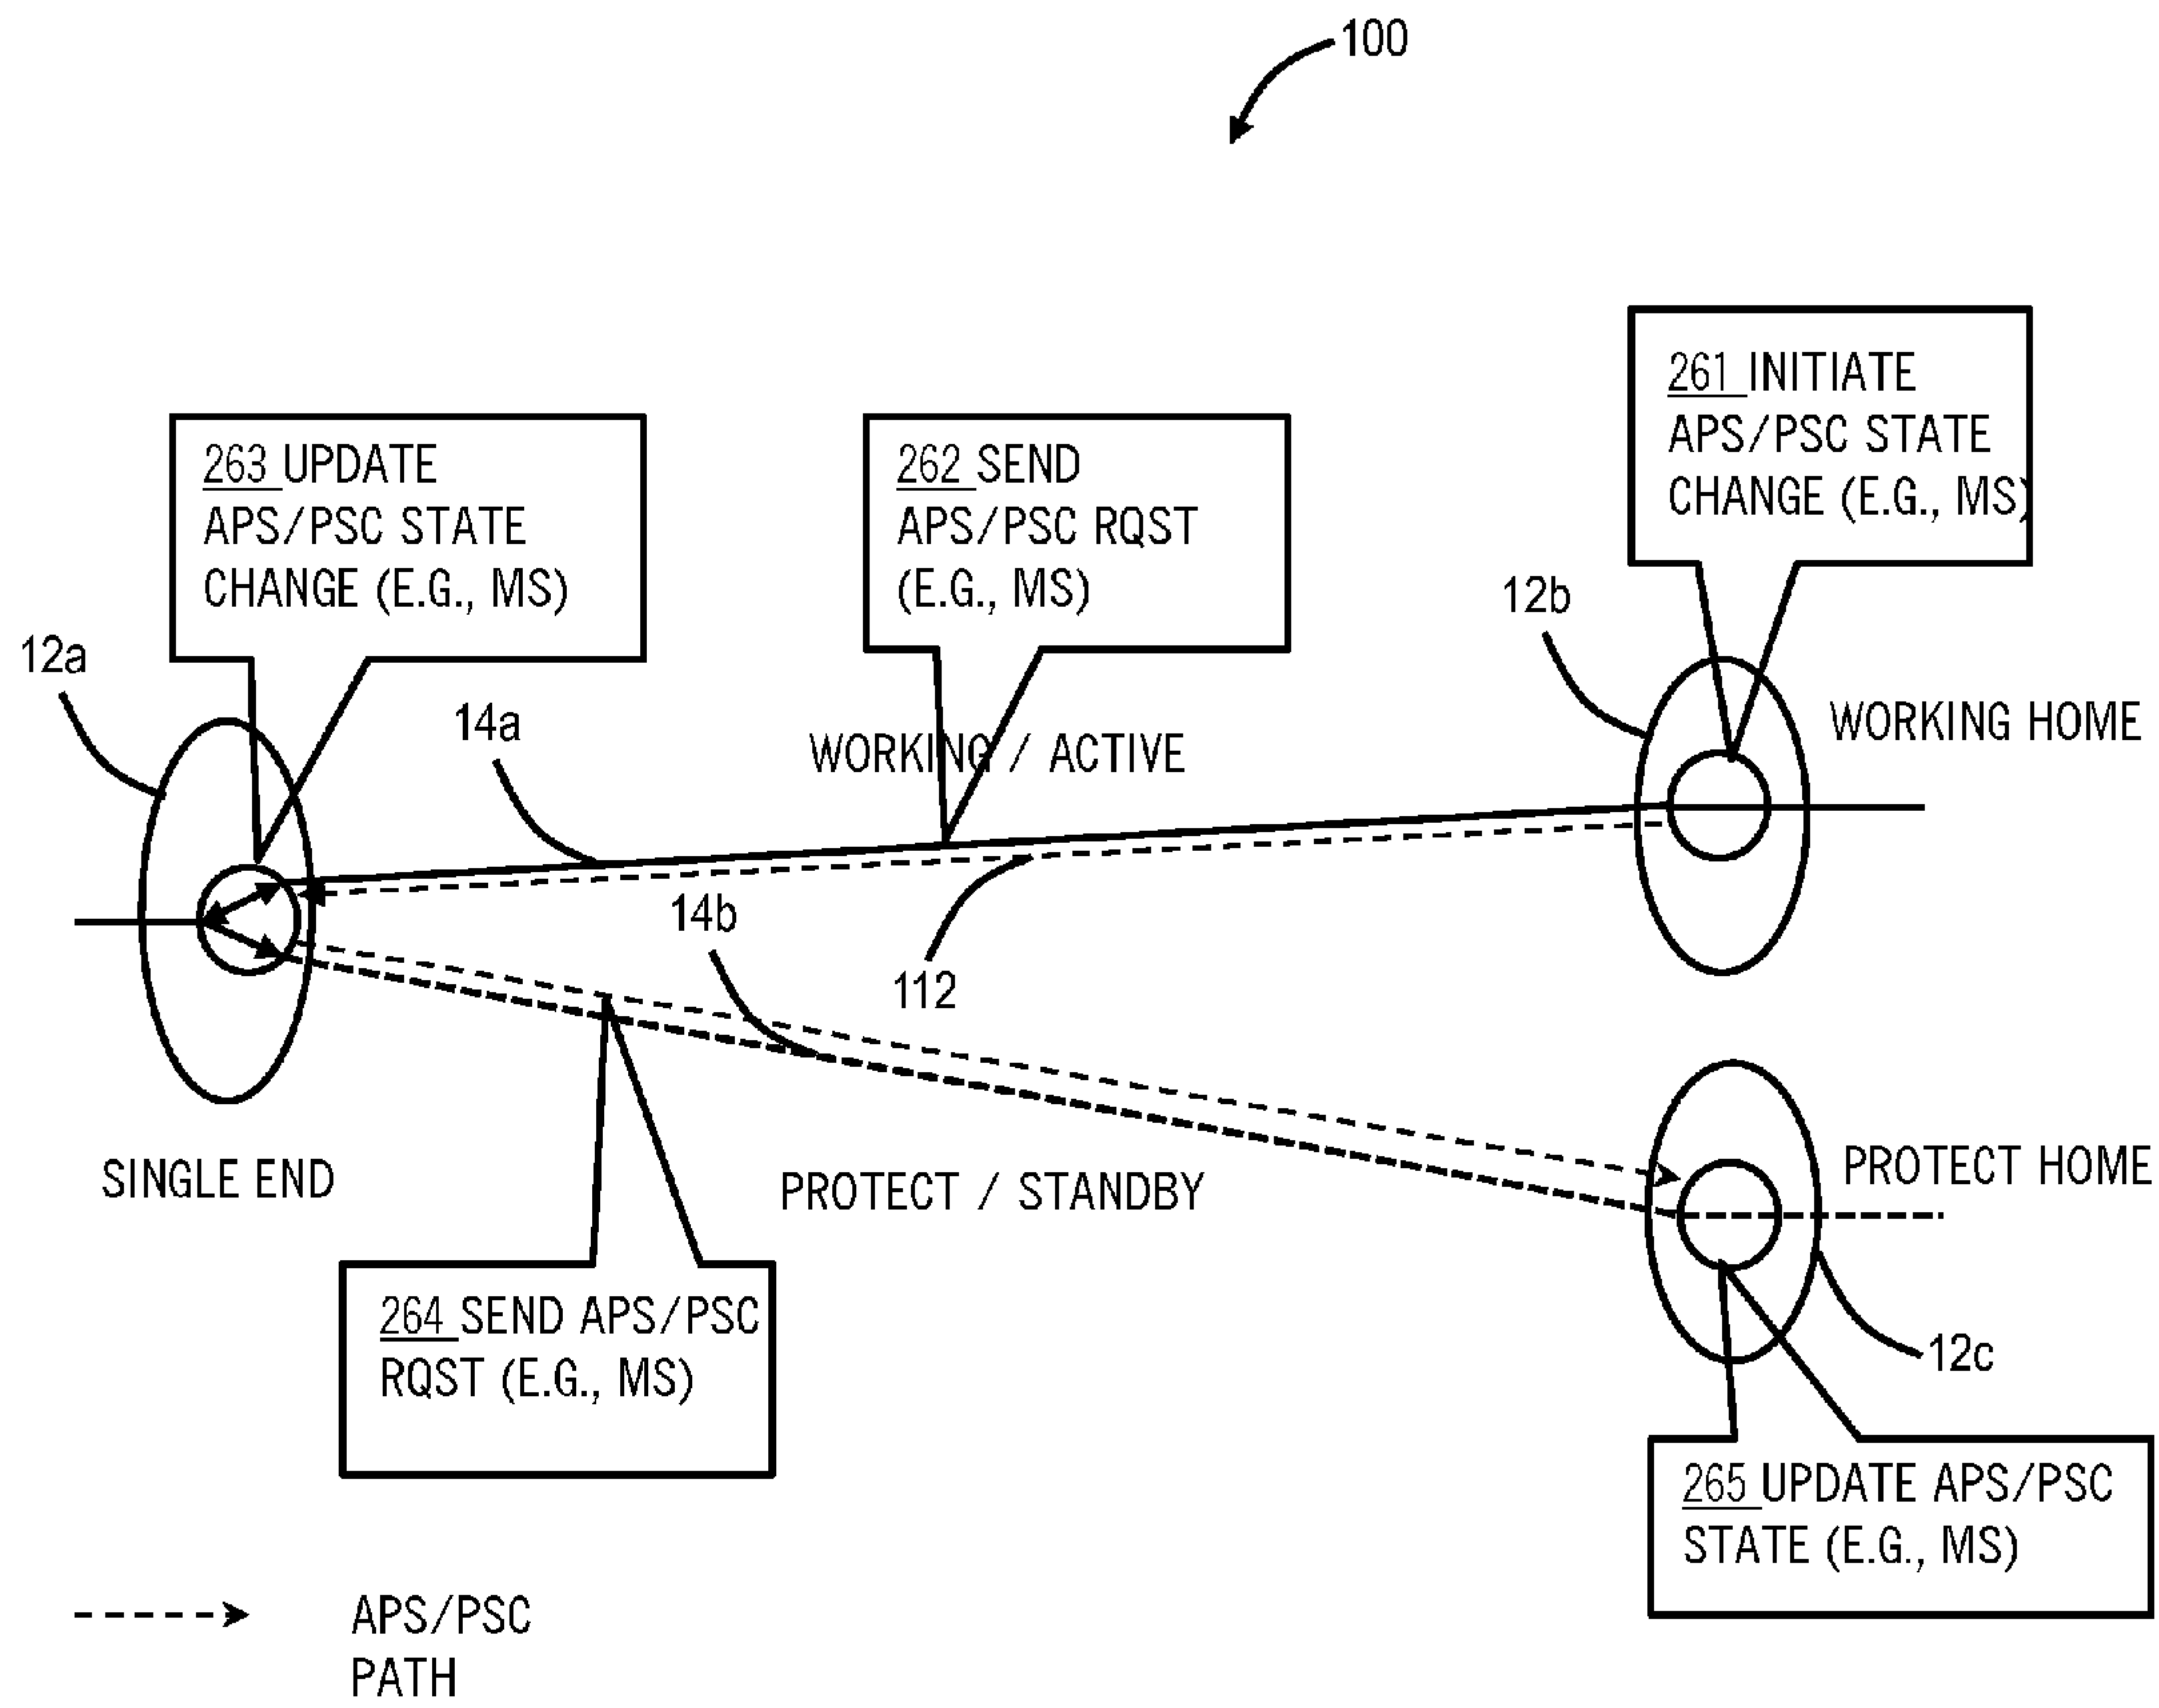 100
261 INITIATE
APS/PSC STATE
CHANGE (E.G., MS)
263 UPDATE
APS/PSC STATE
CHANGE (E.G., MS)
262 SEND
APS/PSC RQST
(E.G., MS)
12b
12a
14a
WORKING / ACTIVE
WORKING HOME
14b
112
SINGLE END
PROTECT / STANDBY
PROTECT HOME
264 SEND APS/PSC
RQST (E.G., MS)
12c
265 UPDATE APS/PSC
STATE (E.G., MS)
APS/PSC
PATH